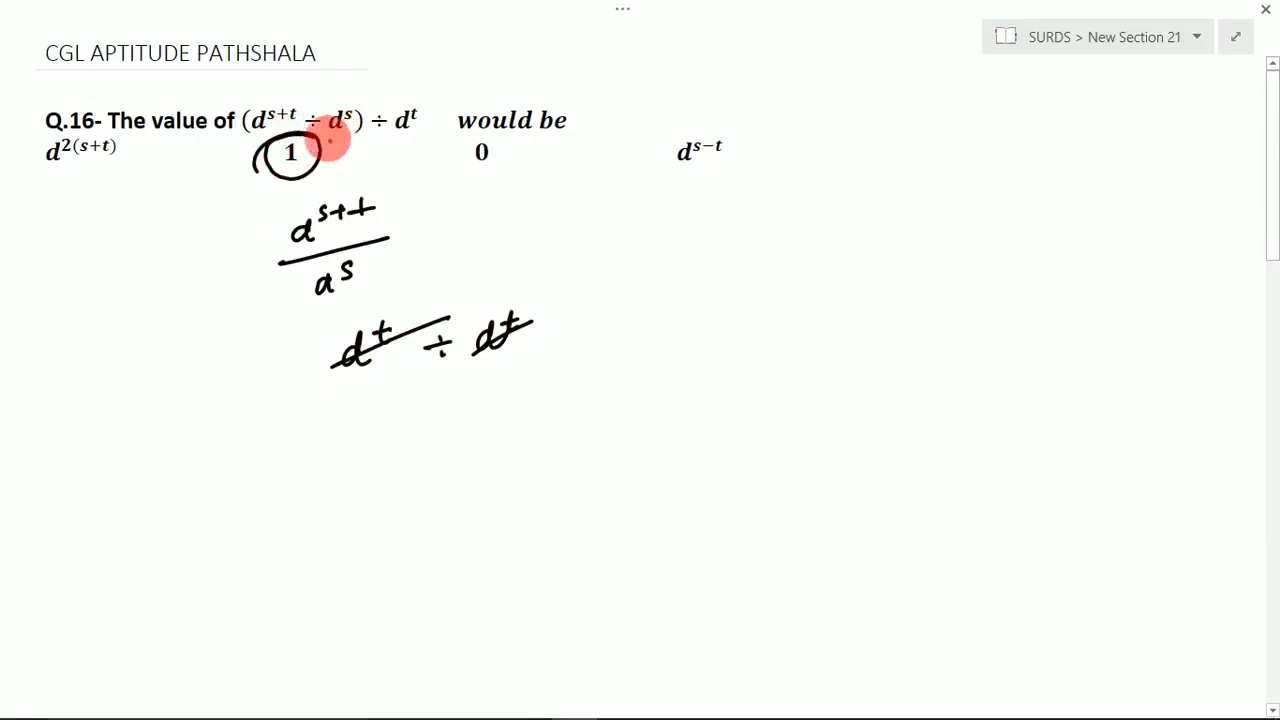 SURDS > New Section 21
CGL APTITUDE PATHSHALA
Q.16- The value of (d^{s+t} ÷ d^s) ÷ d^t would be
d^{2(s+t)} 1 0 d^{s−t}
d^{s+t}
d^s
d^t ÷ d^t